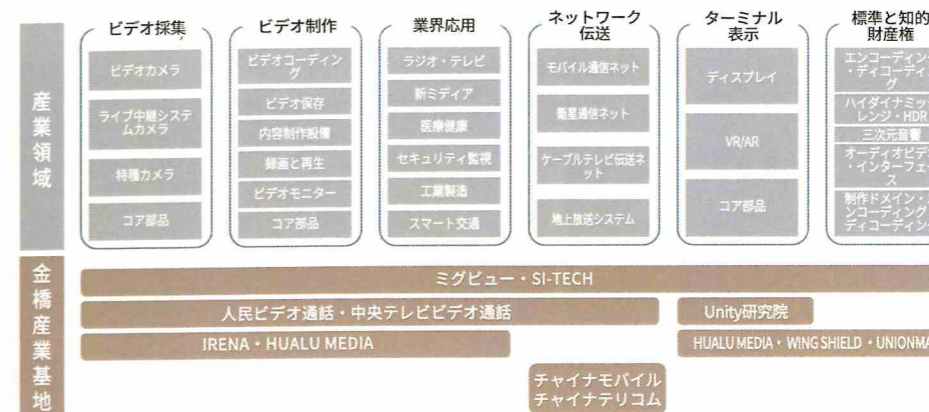 ビデオ採集
ビデオ制作
業界応用
ネットワーク
伝送
ターミナル
表示
標準と知的
財産権
産業領域
ビデオカメラ
ライブ中継システ
ムカメラ
特種カメラ
コア部品
ビデオコーディン
グ
ビデオ保存
内容制作設備
録画と再生
ビデオモニター
コア部品
ラジオ・テレビ
新ミディア
医療健康
セキュリティ監視
工業製造
スマート交通
モバイル通信ネット
衛星通信ネット
ケーブルテレビ伝送ネ
ット
地上放送システム
ディスプレイ
VR/AR
コア部品
エンコーディング
・ディコーディン
グ
ハイダイナミック
レンジ・HDR
三次元音響
オーディオビデオ
・インターフェー
ス
制作ドメイン・
ンコーディング
ディコーディング
金橋産業基地
ミグビュー・SI-TECH
人民ビデオ通話・中央テレビビデオ通話
Unity研究院
IRENA・HUALU MEDIA
HUALU MEDIA・WING SHIELD・UNIONMA
チャイナモバイル
チャイナテリコム